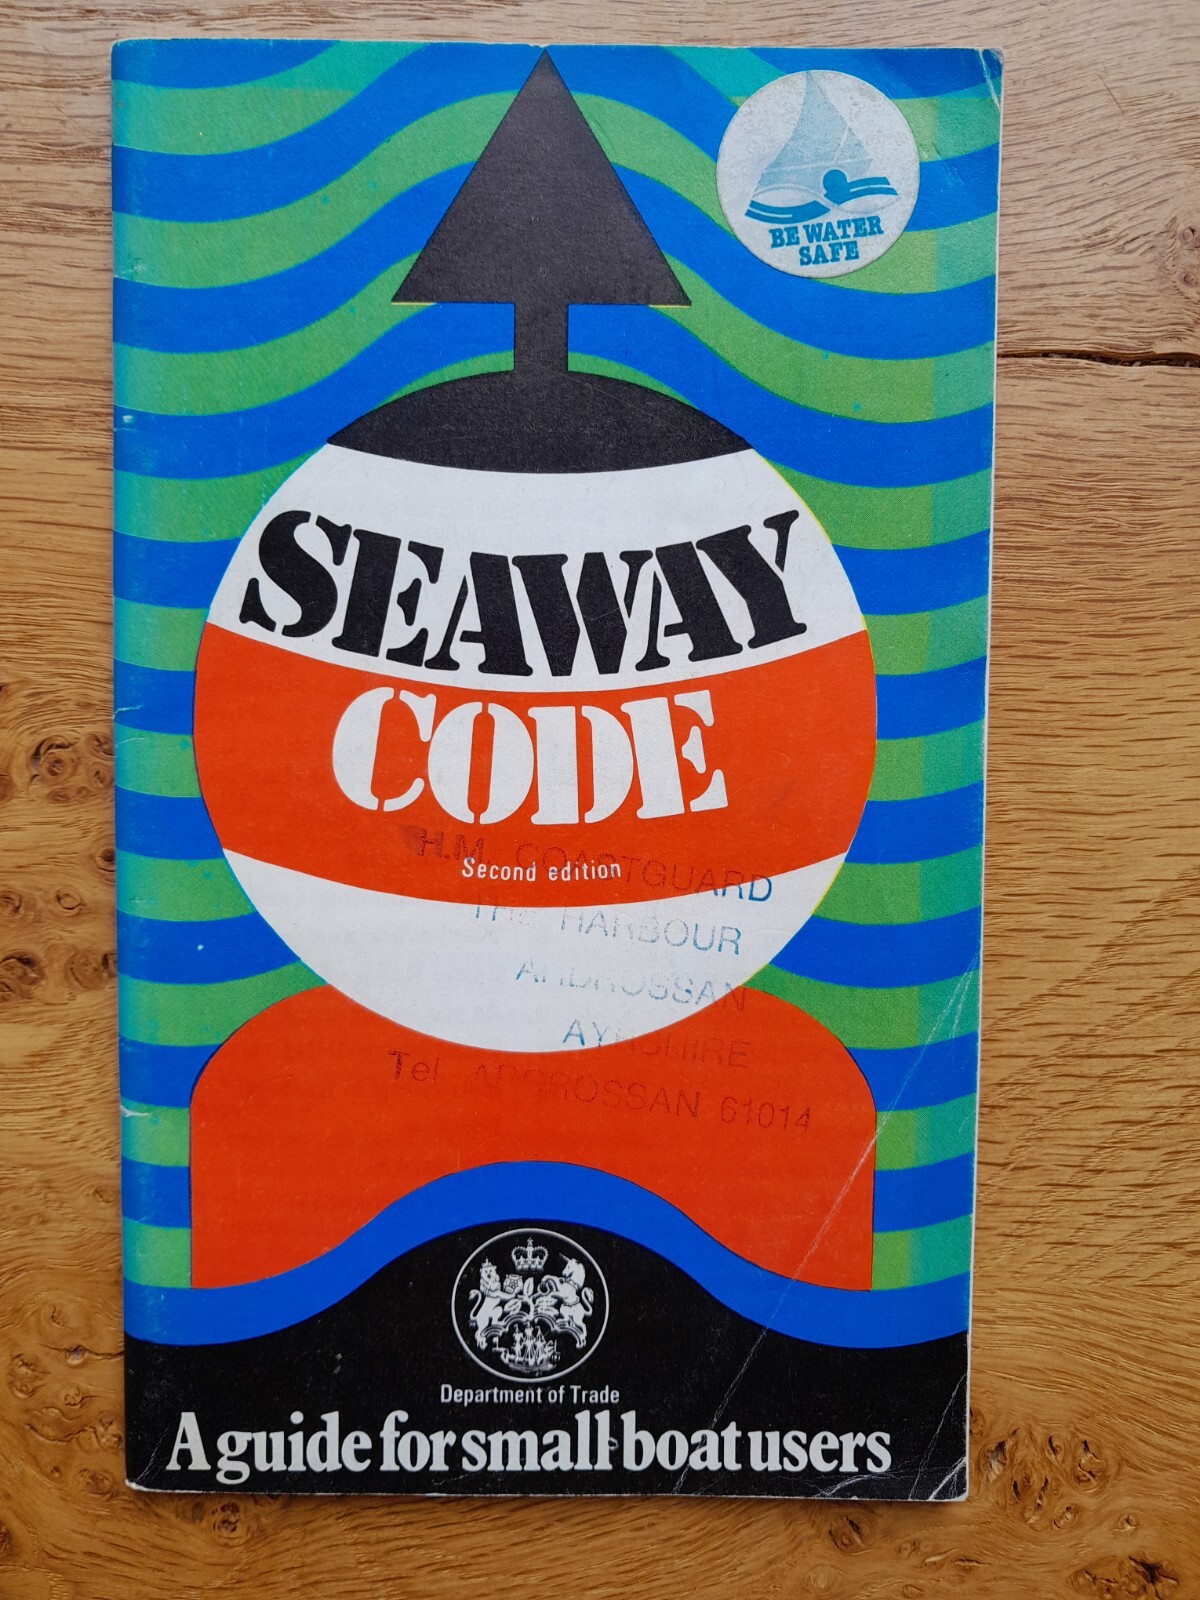 BE WATER
SAFE
SEAWAY
CODE
Second edition
H.M. COASTGUARD
The HARBOUR
ARDROSSAN
AYRSHIRE
Tel ARDROSSAN 61014
Department of Trade
A guide for small boat users